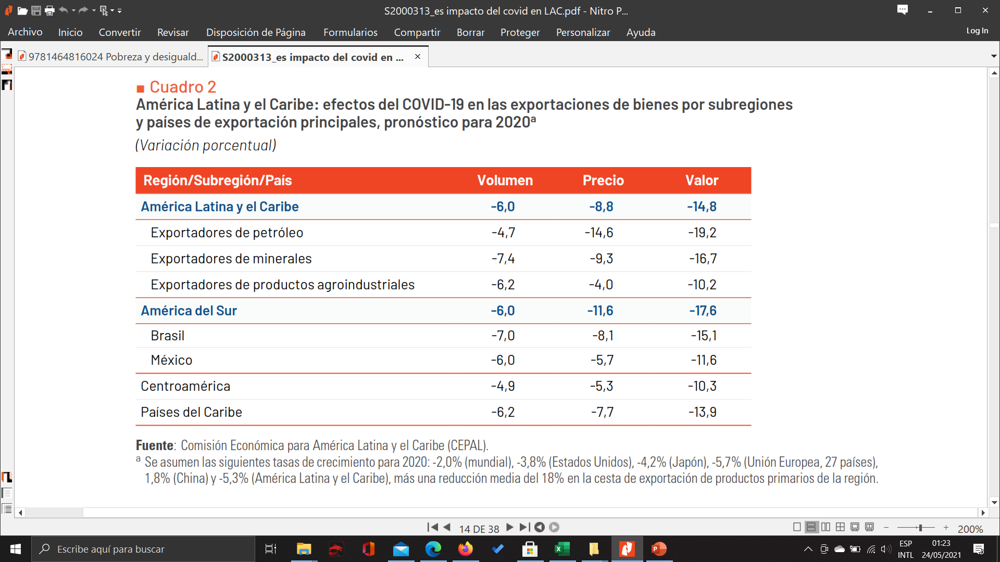 S2000313_es impacto del covid en LAC.pdf - Nitro P...
Archivo Inicio Convertir Revisar Disposición de Página Formularios Compartir Borrar Proteger Personalizar Ayuda Log In
9781464816024 Pobreza y desiguald... S2000313_es impacto del covid en ...
Cuadro 2
América Latina y el Caribe: efectos del COVID-19 en las exportaciones de bienes por subregiones
y países de exportación principales, pronóstico para 2020ª
(Variación porcentual)
Región/Subregión/País Volumen Precio Valor
América Latina y el Caribe -6,0 -8,8 -14,8
Exportadores de petróleo -4,7 -14,6 -19,2
Exportadores de minerales -7,4 -9,3 -16,7
Exportadores de productos agroindustriales -6,2 -4,0 -10,2
América del Sur -6,0 -11,6 -17,6
Brasil -7,0 -8,1 -15,1
México -6,0 -5,7 -11,6
Centroamérica -4,9 -5,3 -10,3
Países del Caribe -6,2 -7,7 -13,9
Fuente: Comisión Económica para América Latina y el Caribe (CEPAL).
ª Se asumen las siguientes tasas de crecimiento para 2020: -2,0% (mundial), -3,8% (Estados Unidos), -4,2% (Japón), -5,7% (Unión Europea, 27 países),
1,8% (China) y -5,3% (América Latina y el Caribe), más una reducción media del 18% en la cesta de exportación de productos primarios de la región.
14 DE 38 200%
Escribe aquí para buscar
ESP 01:23
INTL 24/05/2021